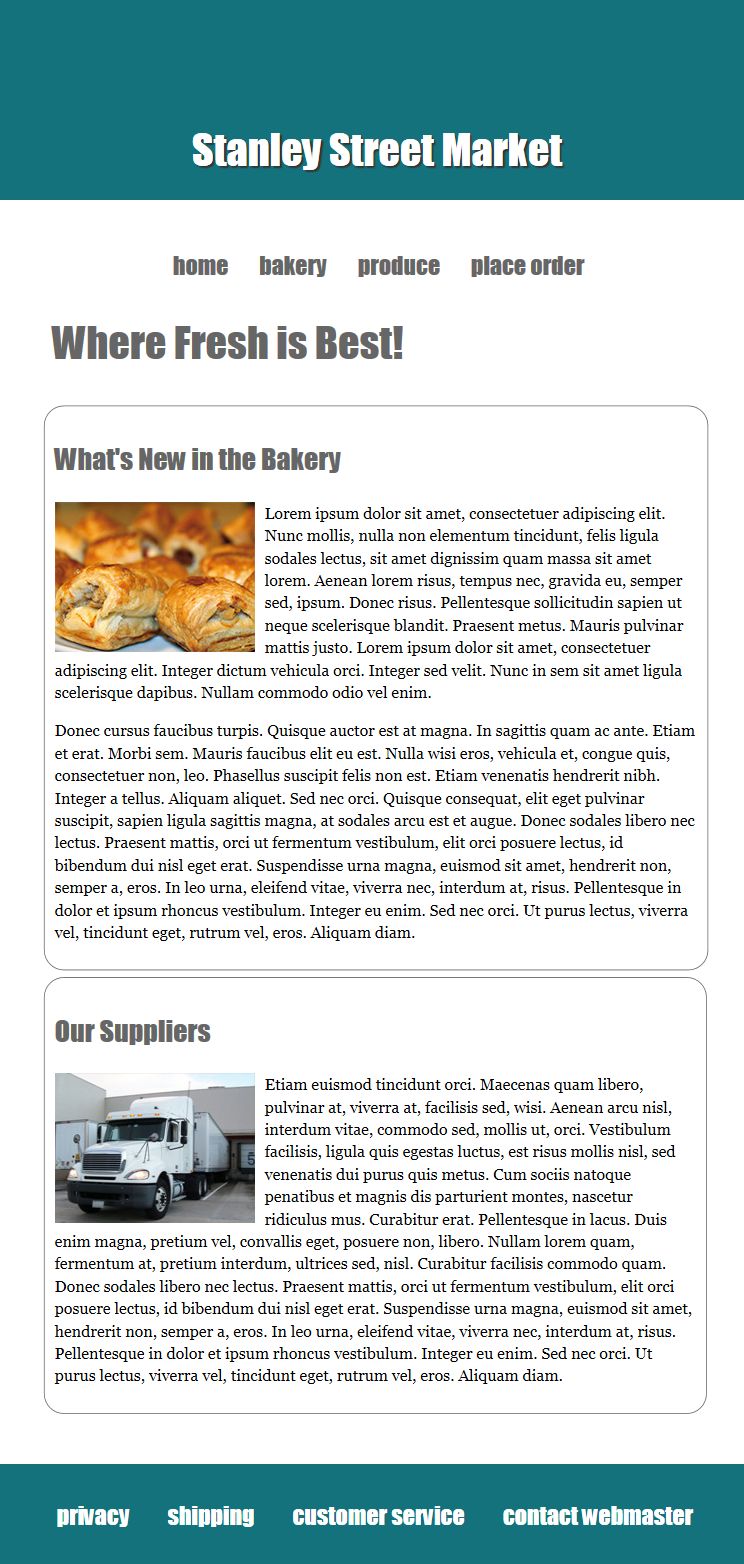 Stanley Street Market
home bakery produce place order
Where Fresh is Best!
What's New in the Bakery
Lorem ipsum dolor sit amet, consectetuer adipiscing elit.
Nunc mollis, nulla non elementum tincidunt, felis ligula
sodales lectus, sit amet dignissim quam massa sit amet
lorem. Aenean lorem risus, tempus nec, gravida eu, semper
sed, ipsum. Donec risus. Pellentesque sollicitudin sapien ut
neque scelerisque blandit. Praesent metus. Mauris pulvinar
mattis justo. Lorem ipsum dolor sit amet, consectetuer
adipiscing elit. Integer dictum vehicula orci. Integer sed velit. Nunc in sem sit amet ligula
scelerisque dapibus. Nullam commodo odio vel enim.
Donec cursus faucibus turpis. Quisque auctor est at magna. In sagittis quam ac ante. Etiam
et erat. Morbi sem. Mauris faucibus elit eu est. Nulla wisi eros, vehicula et, congue quis,
consectetuer non, leo. Phasellus suscipit felis non est. Etiam venenatis hendrerit nibh.
Integer a tellus. Aliquam aliquet. Sed nec orci. Quisque consequat, elit eget pulvinar
suscipit, sapien ligula sagittis magna, at sodales arcu est et augue. Donec sodales libero nec
lectus. Praesent mattis, orci ut fermentum vestibulum, elit orci posuere lectus, id
bibendum dui nisl eget erat. Suspendisse urna magna, euismod sit amet, hendrerit non,
semper a, eros. In leo urna, eleifend vitae, viverra nec, interdum at, risus. Pellentesque in
dolor et ipsum rhoncus vestibulum. Integer eu enim. Sed nec orci. Ut purus lectus, viverra
vel, tincidunt eget, rutrum vel, eros. Aliquam diam.
Our Suppliers
Etiam euismod tincidunt orci. Maecenas quam libero,
pulvinar at, viverra at, facilisis sed, wisi. Aenean arcu nisl,
interdum vitae, commodo sed, mollis ut, orci. Vestibulum
facilisis, ligula quis egestas luctus, est risus mollis nisl, sed
venenatis dui purus quis metus. Cum sociis natoque
penatibus et magnis dis parturient montes, nascetur
ridiculus mus. Curabitur erat. Pellentesque in lacus. Duis
enim magna, pretium vel, convallis eget, posuere non, libero. Nullam lorem quam,
fermentum at, pretium interdum, ultrices sed, nisl. Curabitur facilisis commodo quam.
Donec sodales libero nec lectus. Praesent mattis, orci ut fermentum vestibulum, elit orci
posuere lectus, id bibendum dui nisl eget erat. Suspendisse urna magna, euismod sit amet,
hendrerit non, semper a, eros. In leo urna, eleifend vitae, viverra nec, interdum at, risus.
Pellentesque in dolor et ipsum rhoncus vestibulum. Integer eu enim. Sed nec orci. Ut
purus lectus, viverra vel, tincidunt eget, rutrum vel, eros. Aliquam diam.
privacy shipping customer service contact webmaster